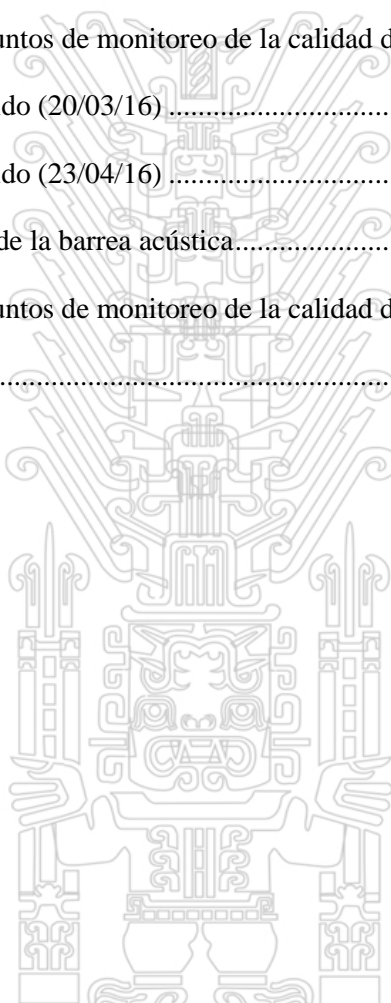 untos de monitoreo de la calidad d
do (20/03/16) ..........................
do (23/04/16) ..........................
de la barrea acústica...................
untos de monitoreo de la calidad d
................................................................